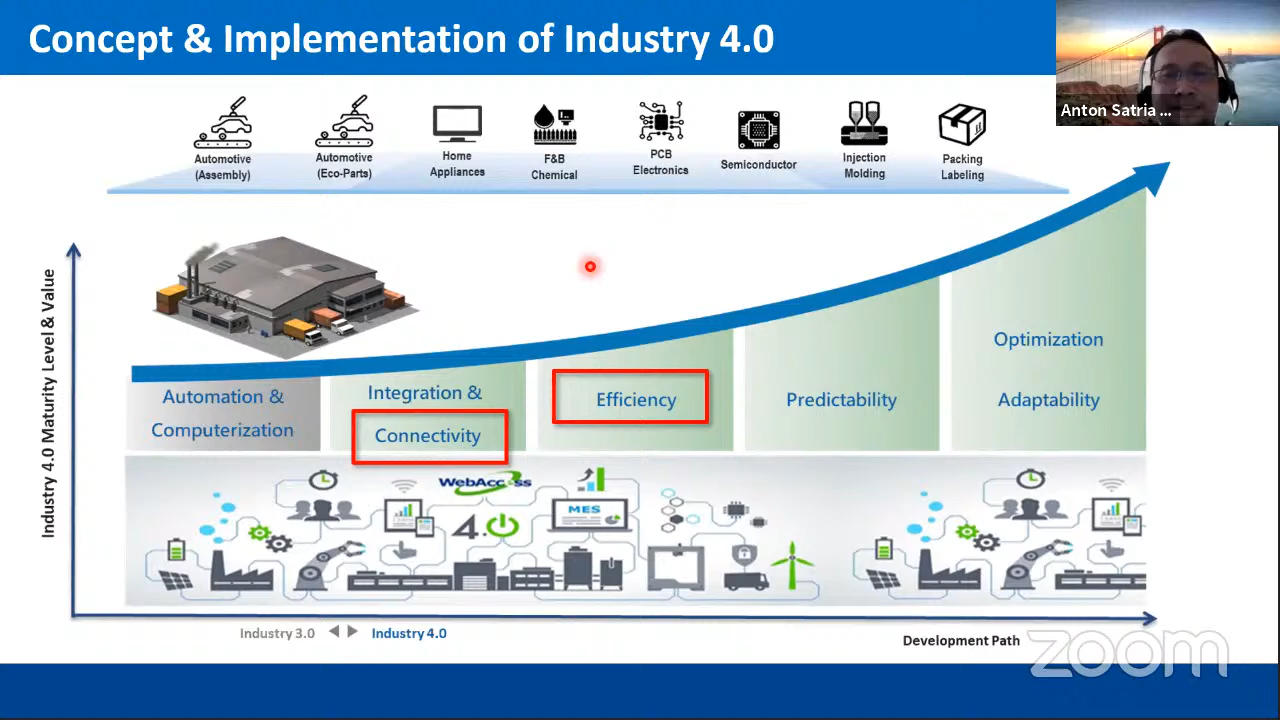 Concept & Implementation of Industry 4.0
Anton Satria ...
Automotive
(Assembly)
Automotive
(Eco-Parts)
Home
Appliances
F&B
Chemical
PCB
Electronics
Semiconductor
Injection
Molding
Packing
Labeling
Industry 4.0 Maturity Level & Value
Automation &
Computerization
Integration &
Connectivity
Efficiency
Predictability
Optimization
Adaptability
WebAccess
4.0
MES
Industry 3.0
Industry 4.0
Development Path
zoom